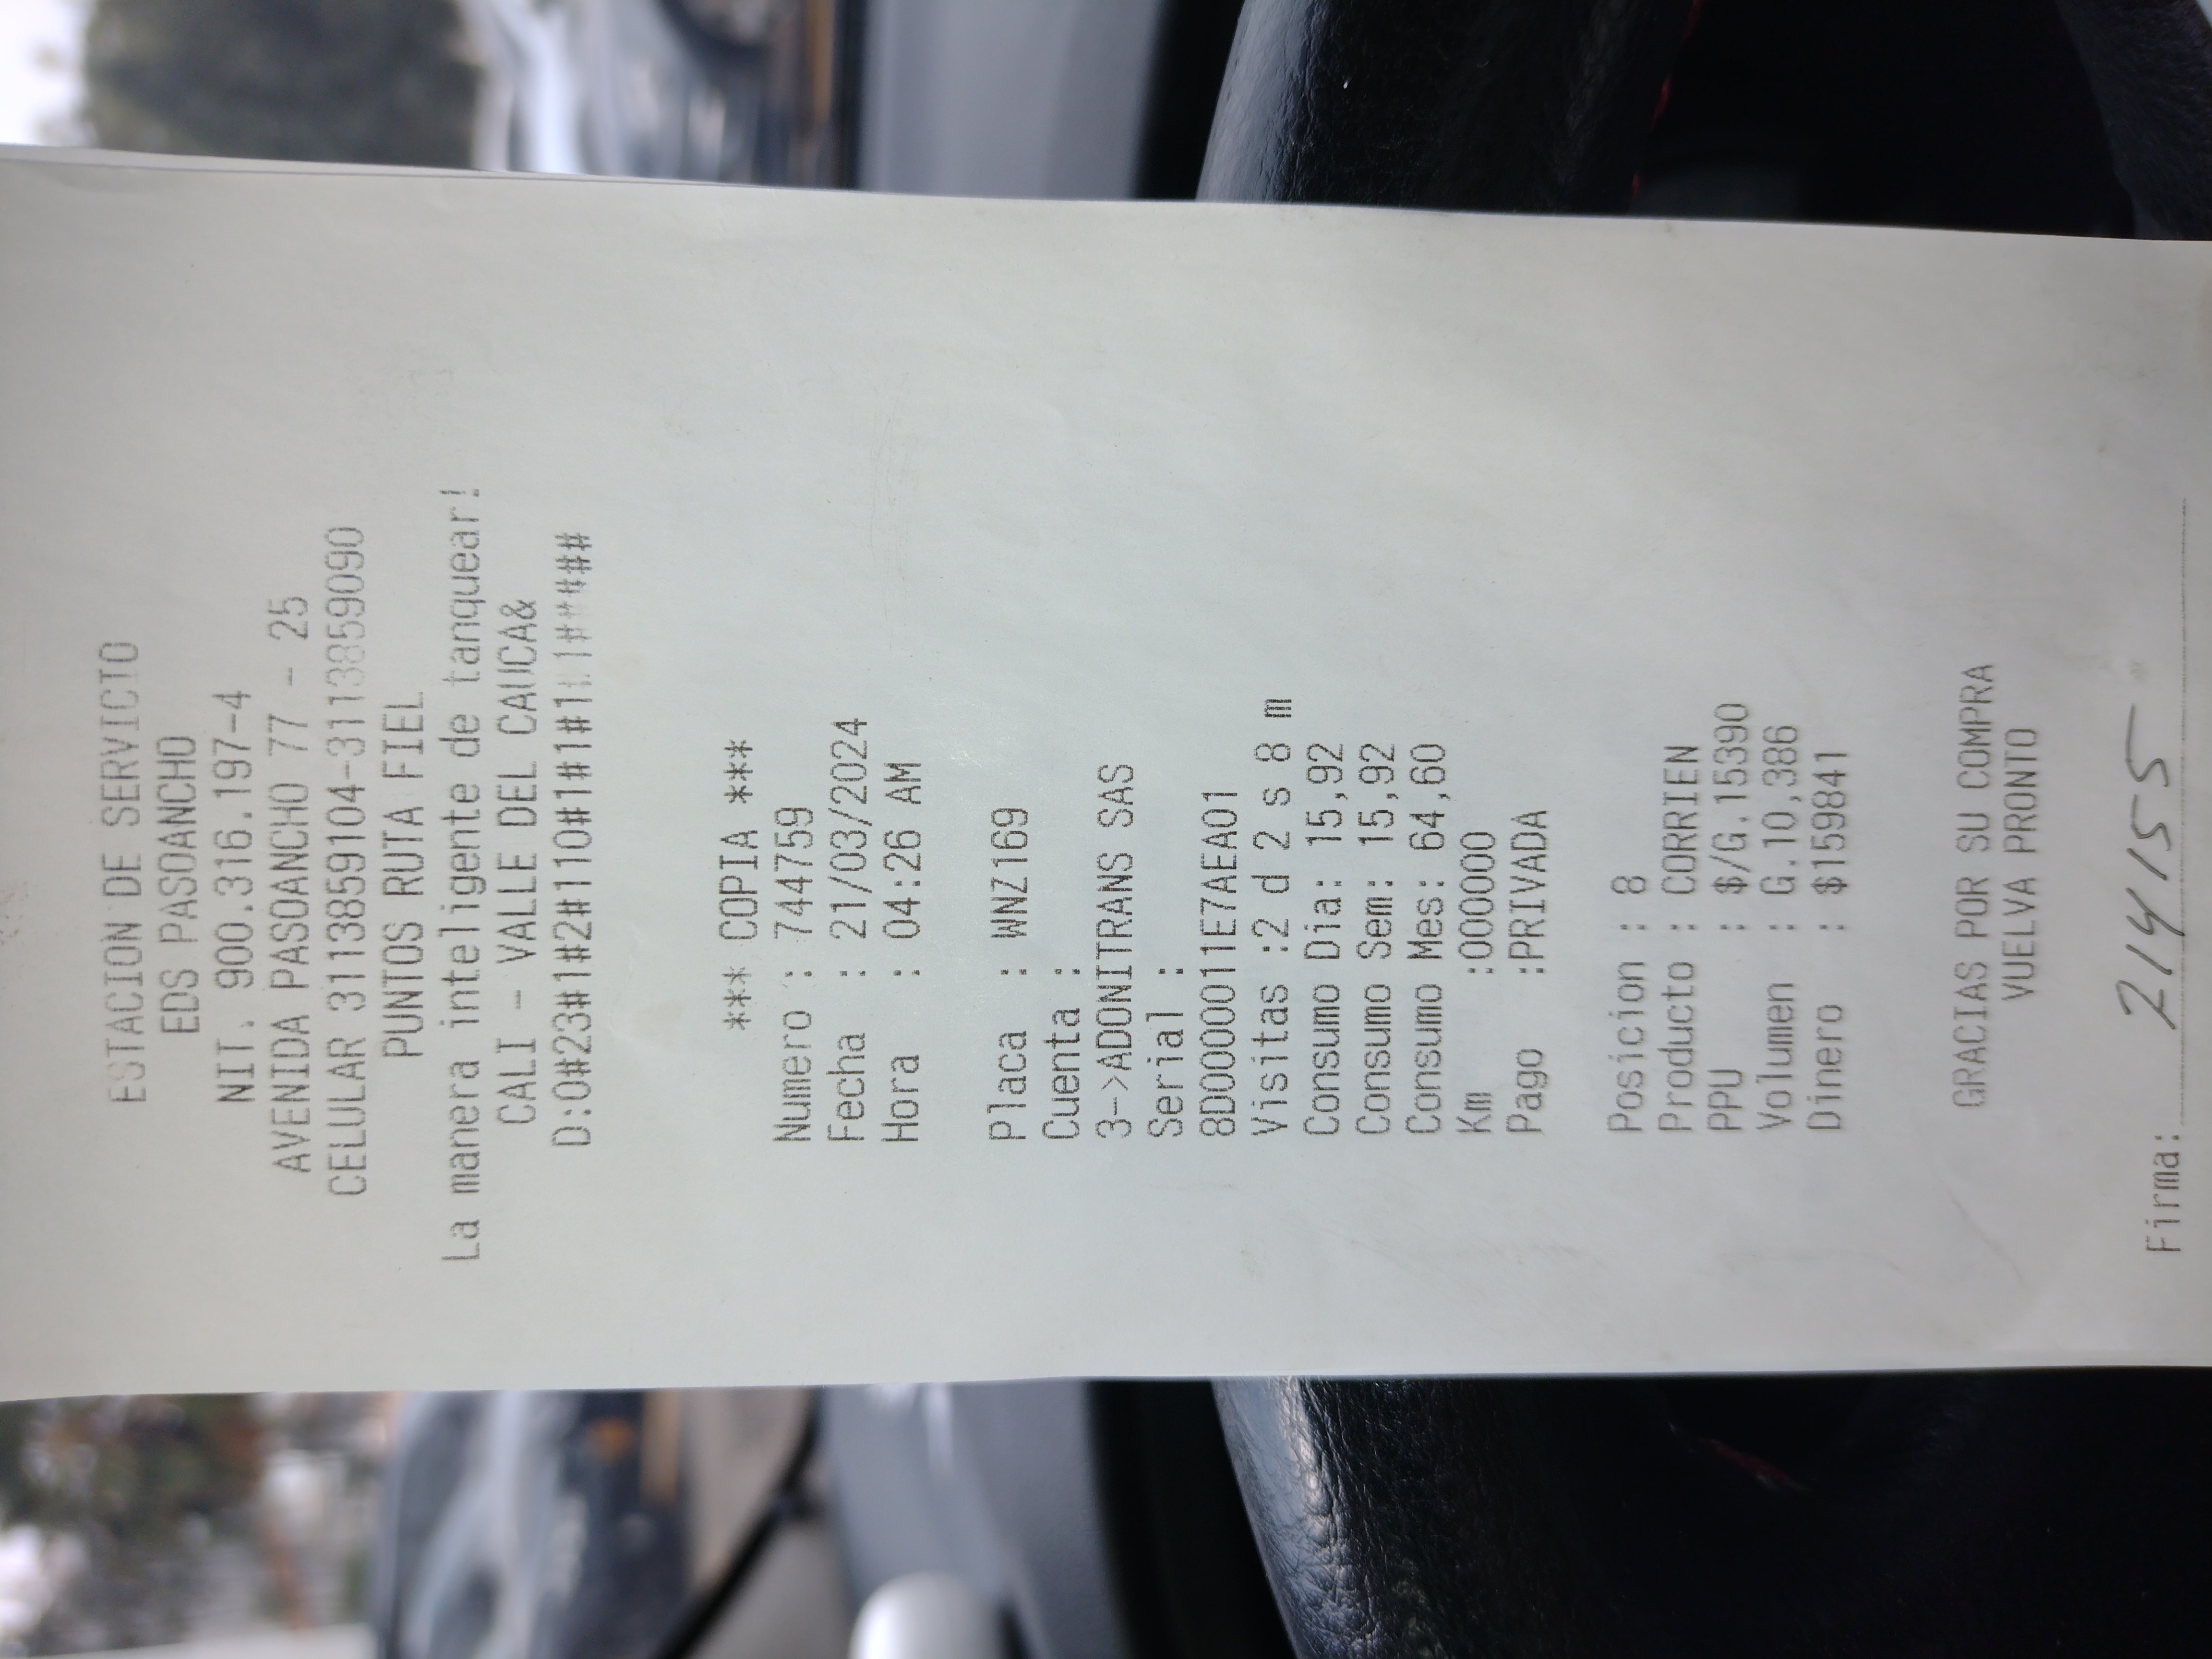 ESTACION DE SERVICIO
EDS PASOANCHO
NIT. 900.316.197-4
AVENIDA PASOANCHO 77 - 25
CELULAR 3113859104-3113859090
PUNTOS RUTA FIEL
La manera inteligente de tanquear!
CALI - VALLE DEL CAUCA&
*** COPIA ***
Numero : 744759
Fecha : 21/03/2024
Hora : 04:26 AM
Placa : WNZ169
Cuenta :
3->ADONITRANS SAS
Serial :
8D000011E7AEA01
Visitas :2 d 2 s 8 m
Consumo Dia: 15,92
Consumo Sem: 15,92
Consumo Mes: 64,60
Km :000000
Pago :PRIVADA
Posicion : 8
Producto : CORRIEN
PPU : $/G.15390
Volumen : G.10,386
Dinero : $159841
GRACIAS POR SU COMPRA
VUELVA PRONTO
Firma: 214155